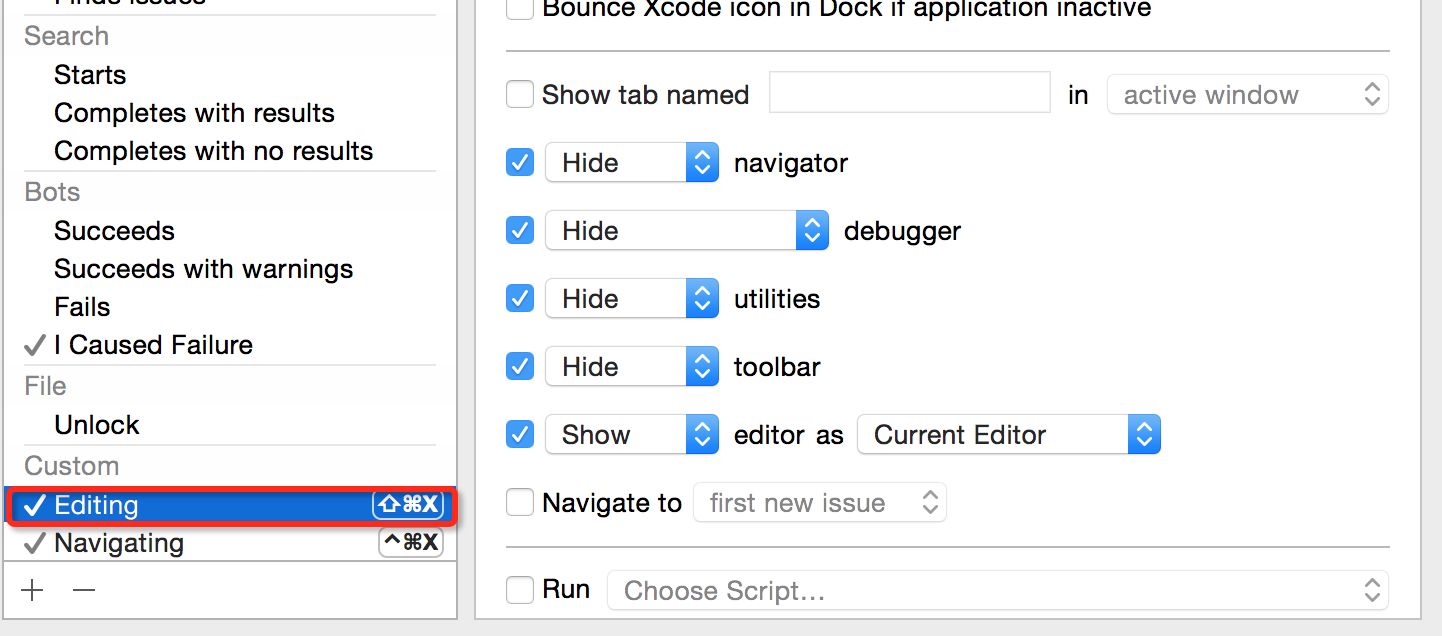 Finds Issues
Search
Starts
Completes with results
Completes with no results
Bots
Succeeds
Succeeds with warnings
Fails
I Caused Failure
File
Unlock
Custom
Editing ⇧⌘X
Navigating ^⌘X
Bounce Xcode icon in Dock if application inactive
Show tab named in active window
Hide navigator
Hide debugger
Hide utilities
Hide toolbar
Show editor as Current Editor
Navigate to first new issue
Run Choose Script...